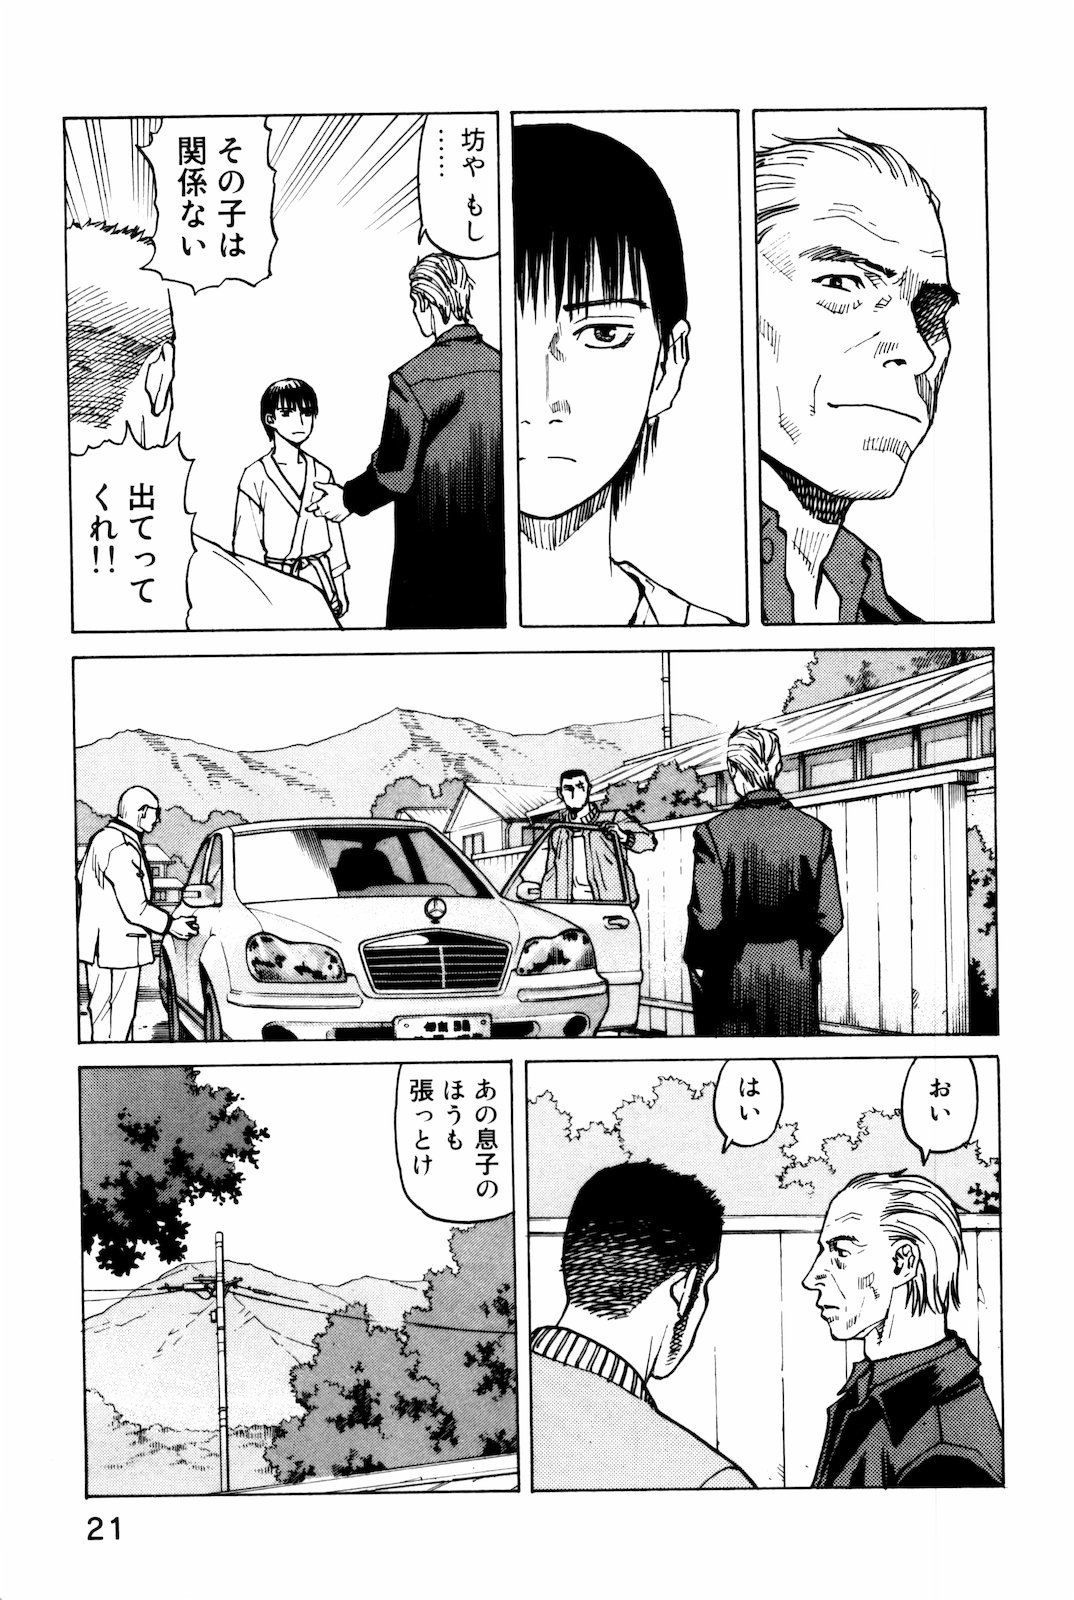 坊や もし
……
その子は
関係ない
出てって
くれ!!
おい
はい
あの息子の
ほうも
張っとけ
21